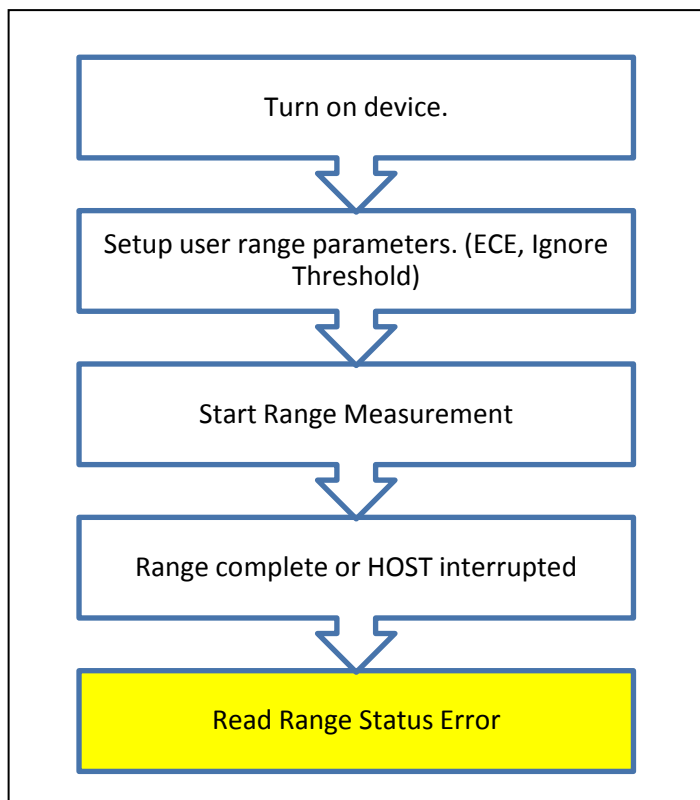 Turn on device.
Setup user range parameters. (ECE, Ignore
Threshold)
Start Range Measurement
Range complete or HOST interrupted
Read Range Status Error